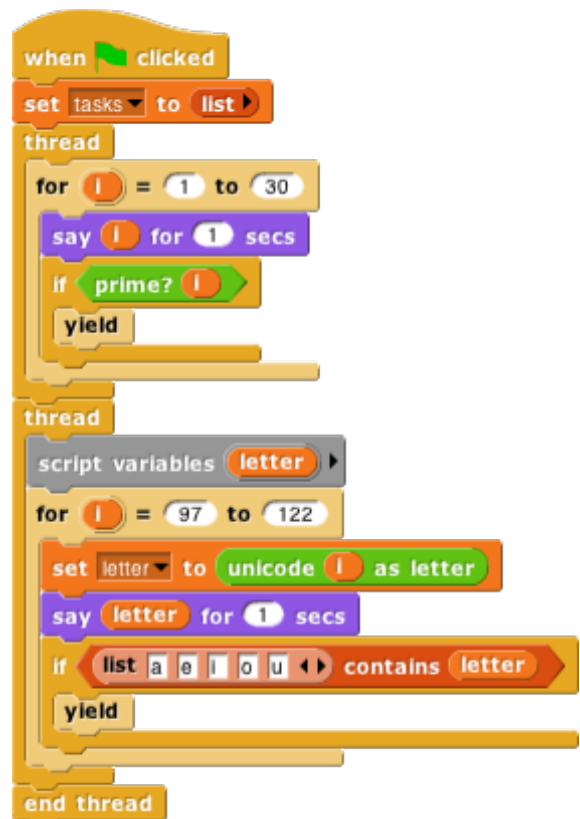 when clicked
set tasks to list
thread
for i = 1 to 30
say i for 1 secs
if prime? i
yield
thread
script variables letter
for i = 97 to 122
set letter to unicode i as letter
say letter for 1 secs
if list a e i o u contains letter
yield
end thread